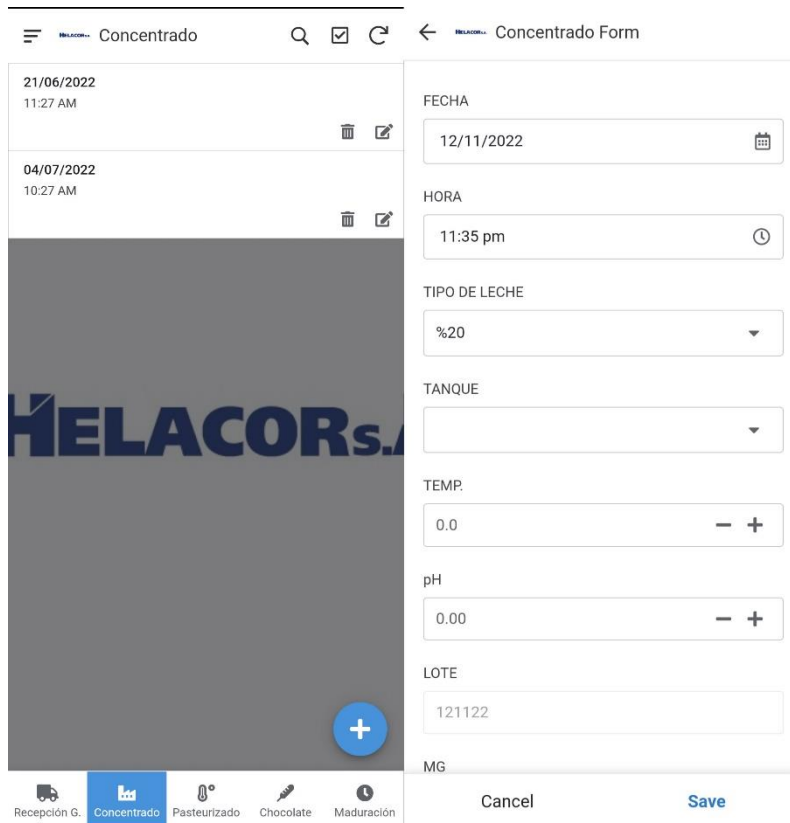 HELACOR S.A. Concentrado
21/06/2022
11:27 AM
04/07/2022
10:27 AM
HELACORs.A
Recepción G.
Concentrado
Pasteurizado
Chocolate
Maduración
HELACOR S.A. Concentrado Form
FECHA
12/11/2022
HORA
11:35 pm
TIPO DE LECHE
%20
TANQUE
TEMP.
0.0
pH
0.00
LOTE
121122
MG
Cancel
Save